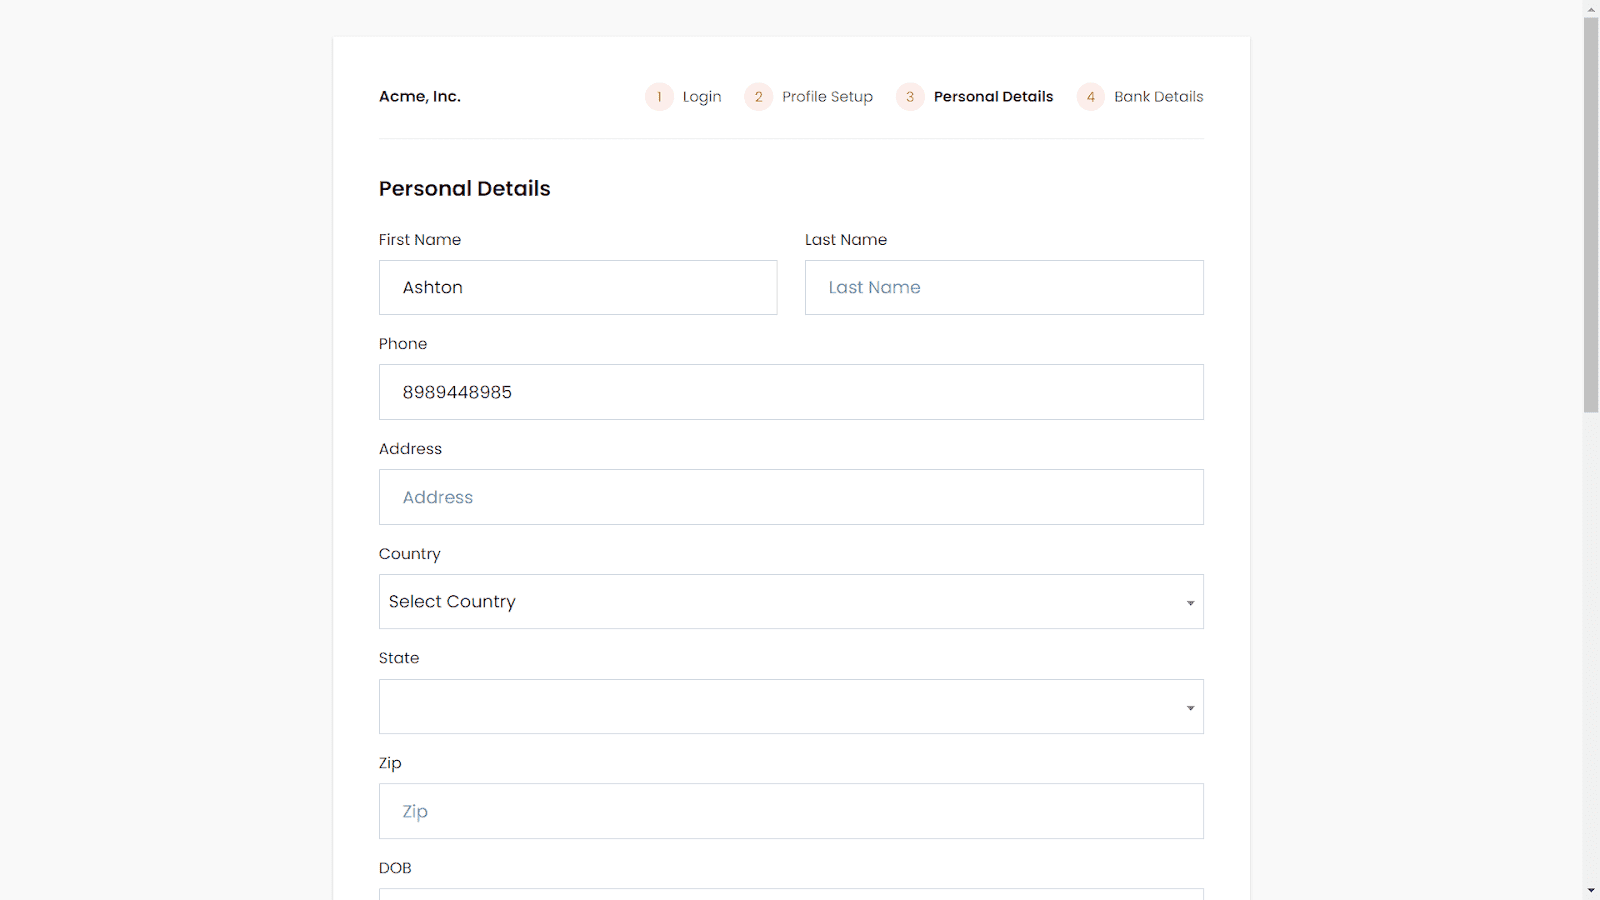 Acme, Inc. 1 Login 2 Profile Setup 3 Personal Details 4 Bank Details
Personal Details
First Name Last Name
Ashton Last Name
Phone
8989448985
Address
Address
Country
Select Country
State
Zip
Zip
DOB